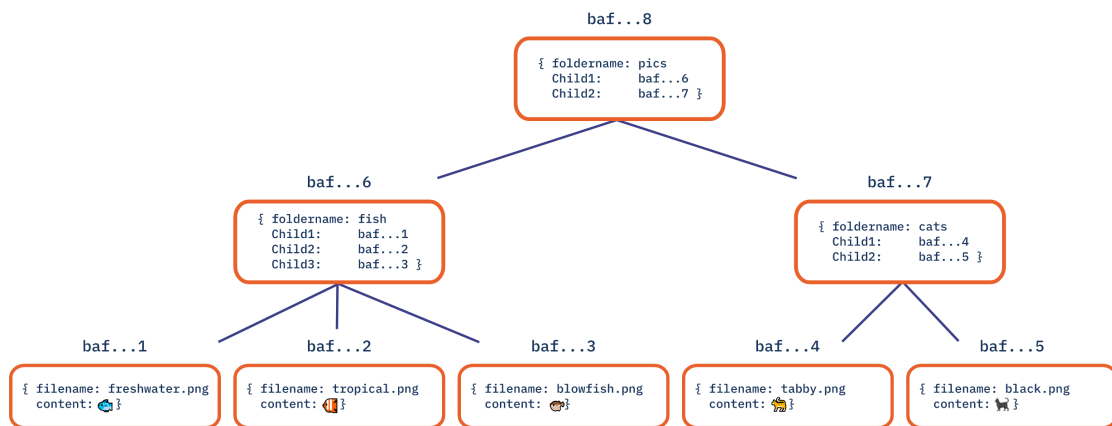 baf...8
{ foldername: pics
Child1: baf...6
Child2: baf...7 }
baf...6
{ foldername: fish
Child1: baf...1
Child2: baf...2
Child3: baf...3 }
baf...7
{ foldername: cats
Child1: baf...4
Child2: baf...5 }
baf...1
{ filename: freshwater.png
content: }
baf...2
{ filename: tropical.png
content: }
baf...3
{ filename: blowfish.png
content: }
baf...4
{ filename: tabby.png
content: }
baf...5
{ filename: black.png
content: }